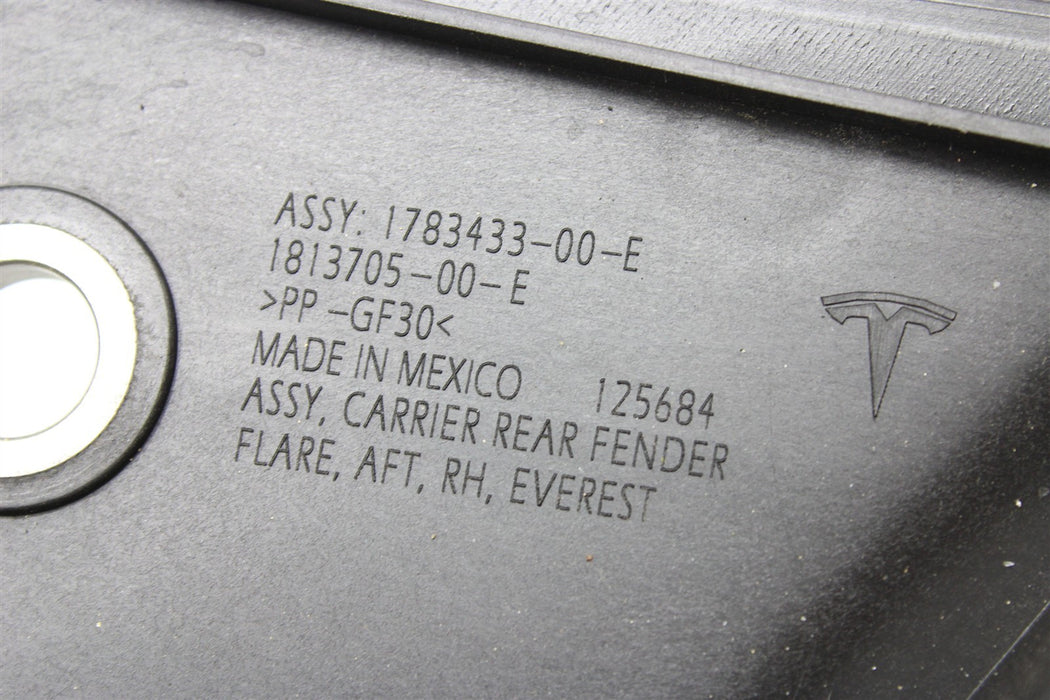 ASSY: 1783433-00-E
1813705-00-E
>PP-GF30<
MADE IN MEXICO 125684
ASSY, CARRIER REAR FENDER
FLARE, AFT, RH, EVEREST